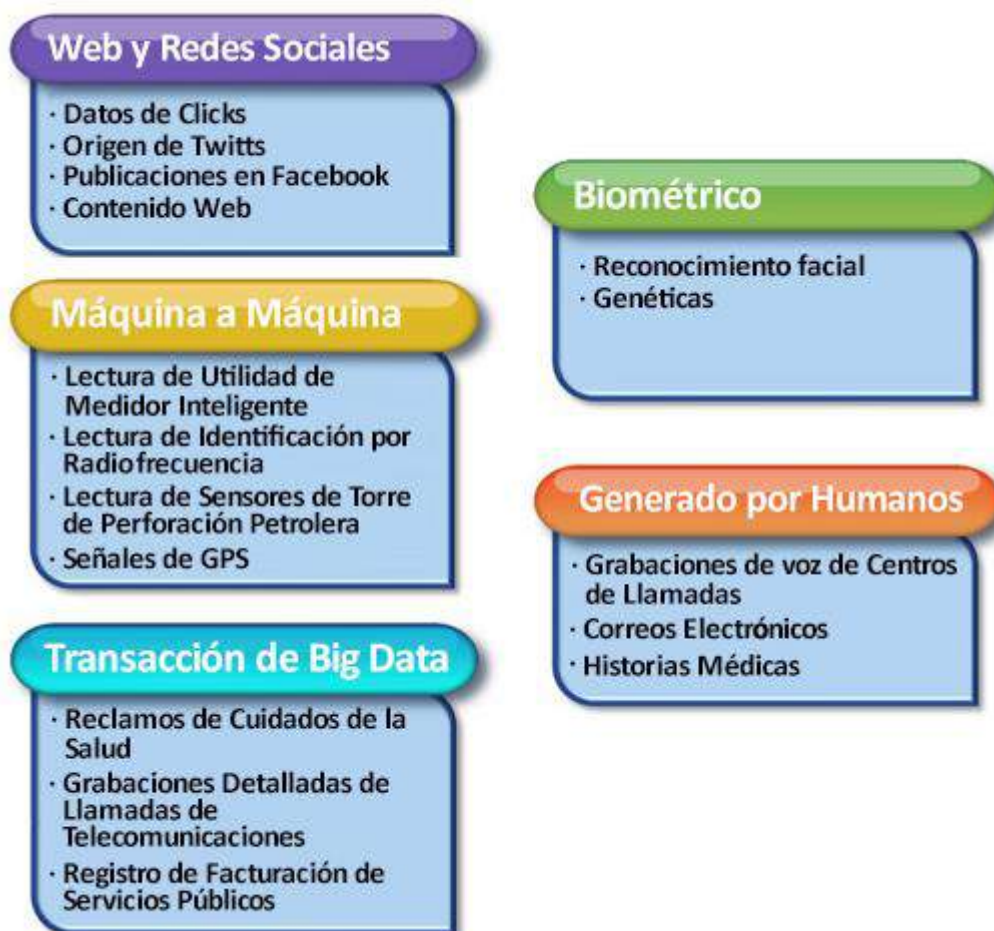 Web y Redes Sociales
· Datos de Clicks
· Origen de Twitts
· Publicaciones en Facebook
· Contenido Web
Máquina a Máquina
· Lectura de Utilidad de
Medidor Inteligente
· Lectura de Identificación por
Radiofrecuencia
· Lectura de Sensores de Torre
de Perforación Petrolera
· Señales de GPS
Transacción de Big Data
· Reclamos de Cuidados de la
Salud
· Grabaciones Detalladas de
Llamadas de
Telecomunicaciones
· Registro de Facturación de
Servicios Públicos
Biométrico
· Reconocimiento facial
· Genéticas
Generado por Humanos
· Grabaciones de voz de Centros
de Llamadas
· Correos Electrónicos
· Historias Médicas